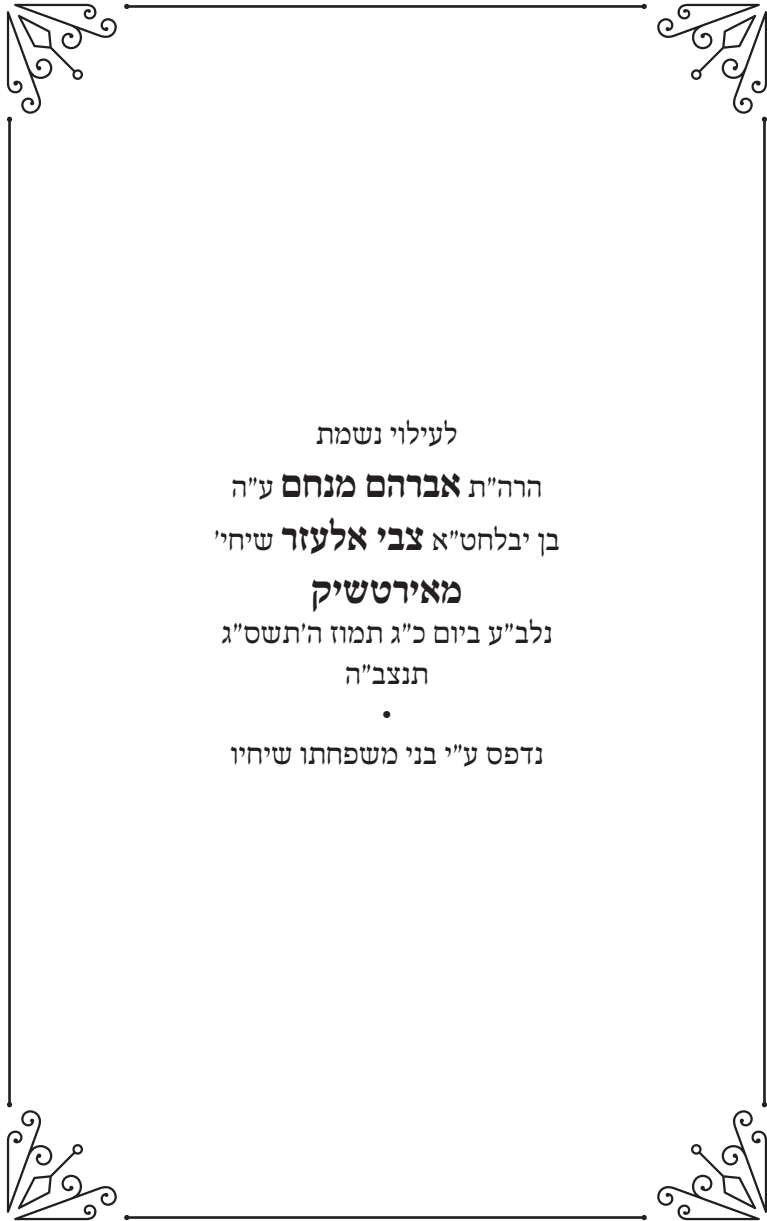 לעילוי נשמת
הרה״ת אברהם מנחם ע״ה
בן יבלחט״א צבי אלעזר שיחי׳
מאירטשיק
נלב״ע ביום כ״ג תמוז ה׳תשס״ג
תנצב״ה
•
נדפס ע״י בני משפחתו שיחיו